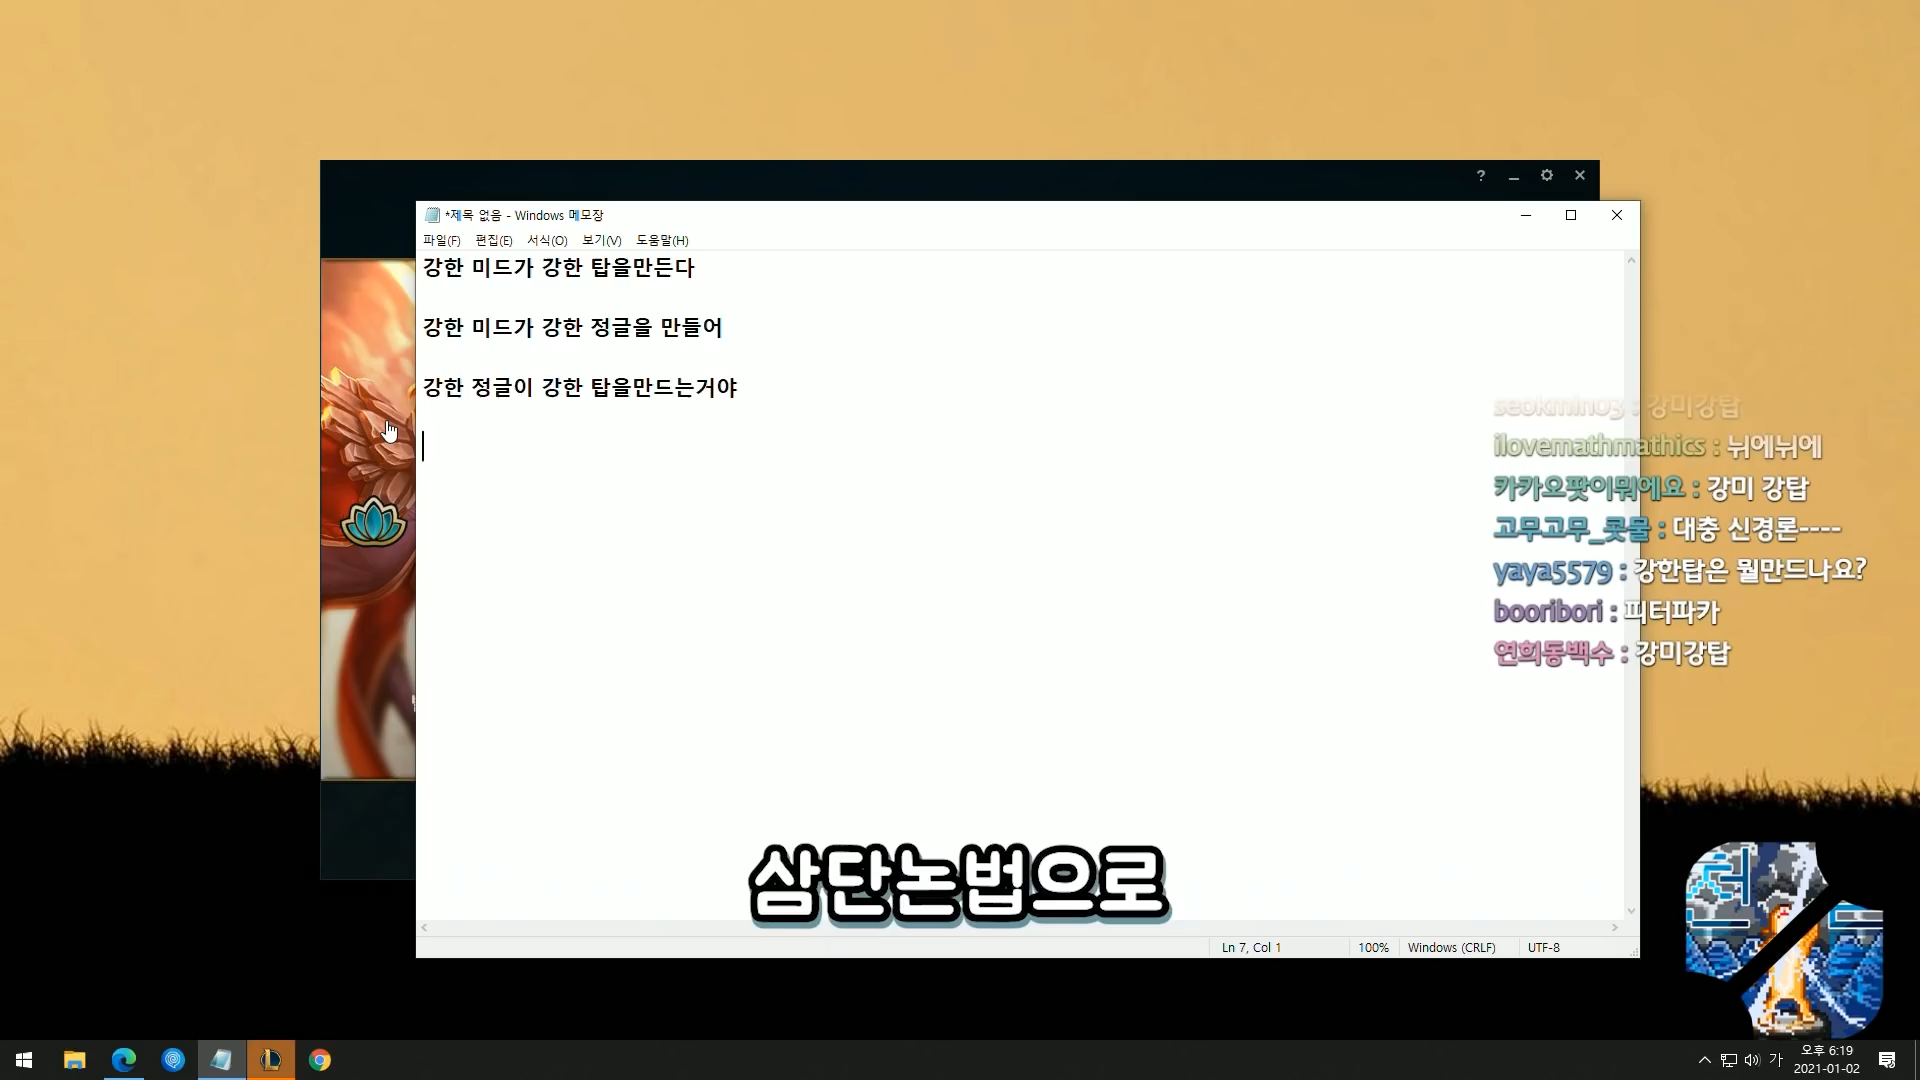 *제목 없음 - Windows 메모장
파일(F) 편집(E) 서식(O) 보기(V) 도움말(H)
강한 미드가 강한 탑을만든다
강한 미드가 강한 정글을 만들어
강한 정글이 강한 탑을만드는거야
seokmin03 : 강미강탑
ilovemathmathics : 뉘에뉘에
카카오팟이뭐에요 : 강미 강탑
고무고무_콧물 : 대충 신경론----
yaya5579 : 강한탑은 뭘만드나요?
booribori : 피터파카
연희동백수 : 강미강탑
삼단논법으로
Ln 7, Col 1 100% Windows (CRLF) UTF-8
가
오후 6:19
2021-01-02